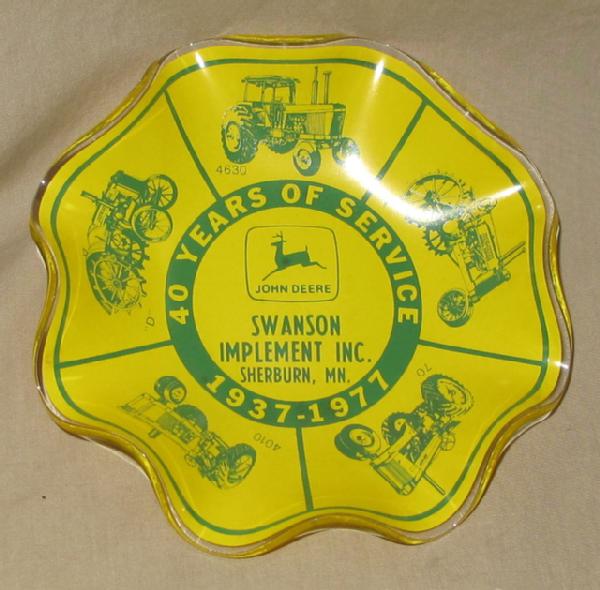 4630
40 YEARS OF SERVICE
JOHN DEERE
SWANSON
IMPLEMENT INC.
SHERBURN, MN.
1937-1977
"D"
70
4010